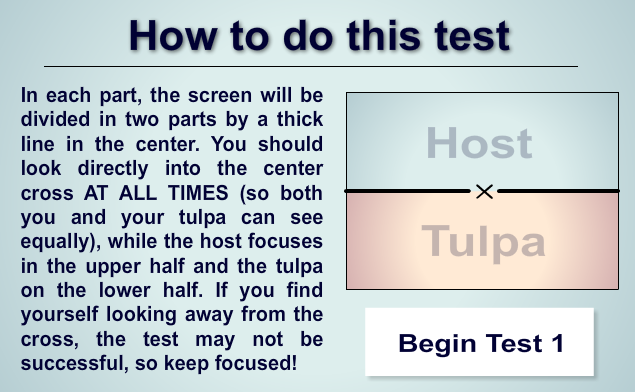 How to do this test
In each part, the screen will be
divided in two parts by a thick
line in the center. You should
look directly into the center
cross AT ALL TIMES (so both
you and your tulpa can see
equally), while the host focuses
in the upper half and the tulpa
on the lower half. If you find
yourself looking away from the
cross, the test may not be
successful, so keep focused!
Host
Tulpa
Begin Test 1